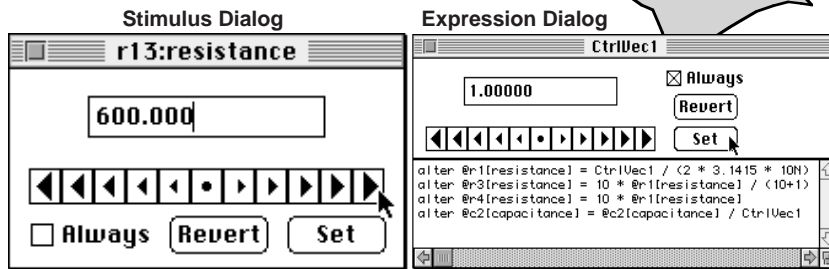 Stimulus Dialog
Expression Dialog
r13:resistance
600.000
Always
Revert
Set
CtrlVec1
1.00000
Always
Revert
Set
alter @r1[resistance] = CtrlVec1 / (2 * 3.1415 * 10N)
alter @r3[resistance] = 10 * @r1[resistance] / (10+1)
alter @r4[resistance] = 10 * @r1[resistance]
alter @c2[capacitance] = @c2[capacitance] / CtrlVec1